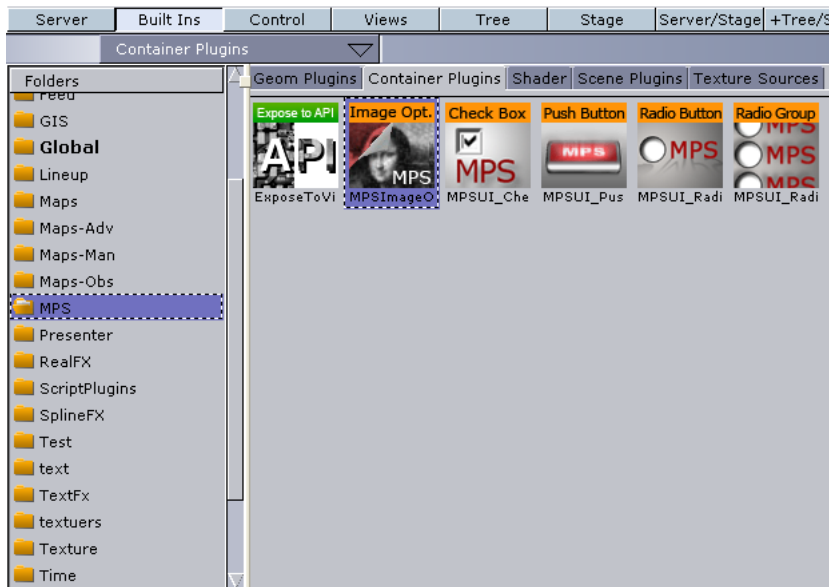 Server Built Ins Control Views Tree Stage Server/Stage +Tree/S
Container Plugins
Folders
Geom Plugins Container Plugins Shader Scene Plugins Texture Sources
Feed
GIS
Global
Lineup
Maps
Maps-Adv
Maps-Man
Maps-Obs
MPS
Presenter
RealFX
ScriptPlugins
SplineFX
Test
text
TextFx
textuers
Texture
Time
Expose to API Image Opt. Check Box Push Button Radio Button Radio Group
API MPS MPS MPS MPS MPS
MPS
MPS
ExposeToVi MPSImageO MPSUI_Che MPSUI_Pus MPSUI_Radi MPSUI_Radi